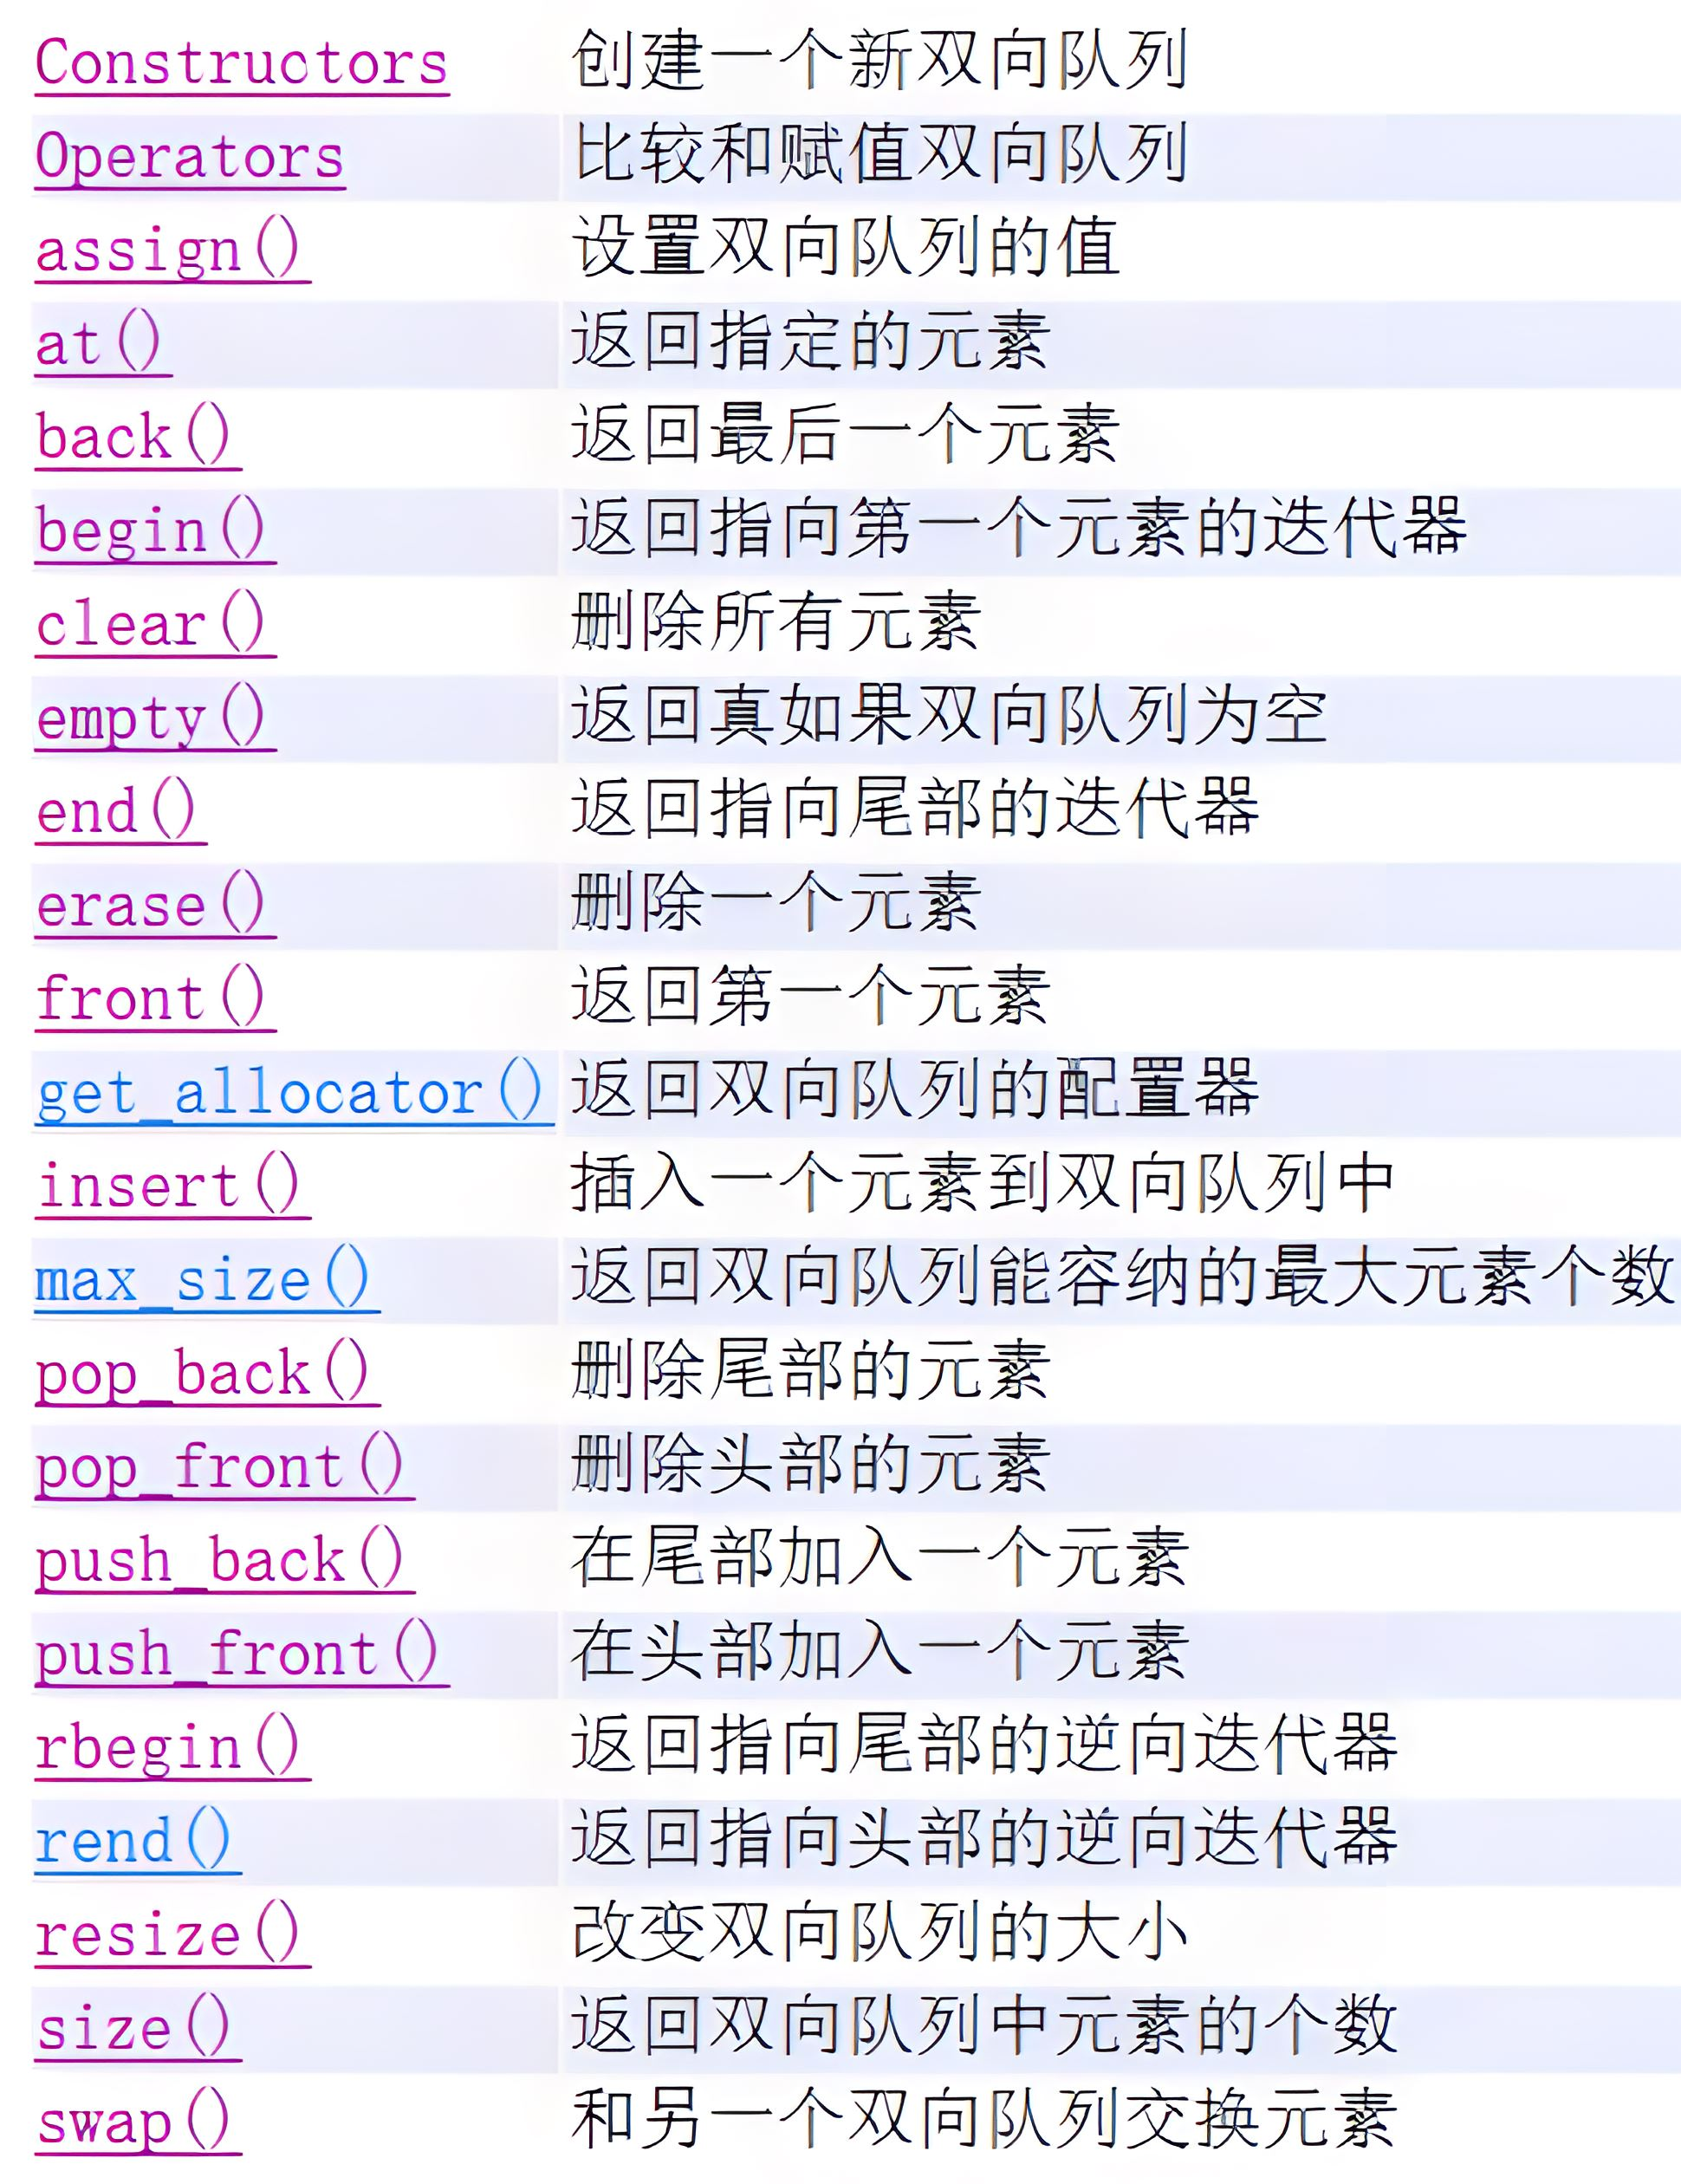 Constructors 创建一个新双向队列
Operators 比较和赋值双向队列
assign() 设置双向队列的值
at() 返回指定的元素
back() 返回最后一个元素
begin() 返回指向第一个元素的迭代器
clear() 删除所有元素
empty() 返回真如果双向队列为空
end() 返回指向尾部的迭代器
erase() 删除一个元素
front() 返回第一个元素
get_allocator() 返回双向队列的配置器
insert() 插入一个元素到双向队列中
max_size() 返回双向队列能容纳的最大元素个数
pop_back() 删除尾部的元素
pop_front() 删除头部的元素
push_back() 在尾部加入一个元素
push_front() 在头部加入一个元素
rbegin() 返回指向尾部的逆向迭代器
rend() 返回指向头部的逆向迭代器
resize() 改变双向队列的大小
size() 返回双向队列中元素的个数
swap() 和另一个双向队列交换元素